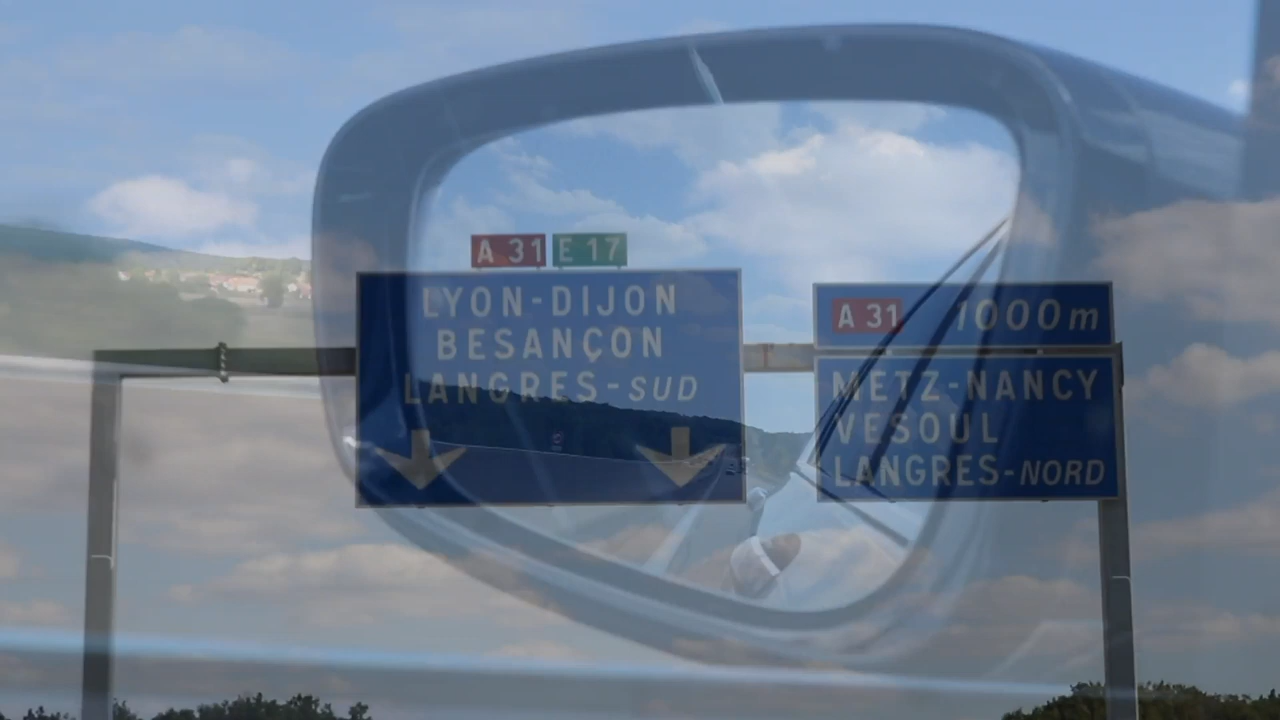 A 31 E 17
LYON-DIJON
BESANÇON
LANGRES-SUD
A 31 1000m
METZ-NANCY
VESOUL
LANGRES-NORD